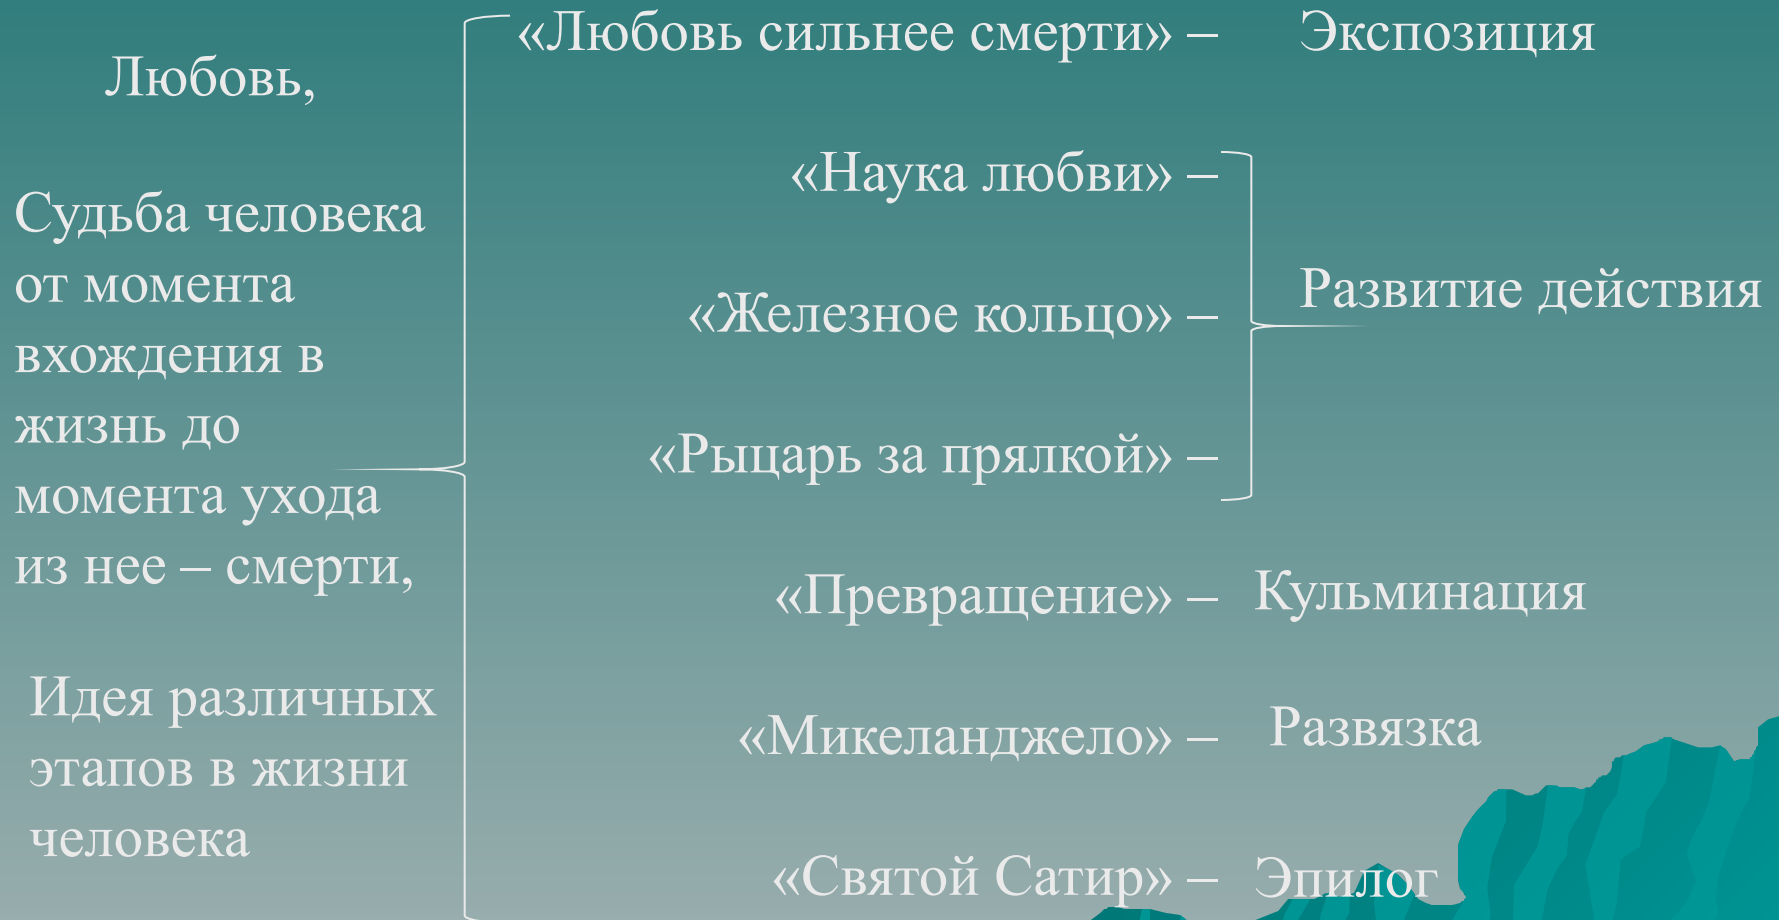 Любовь,
Судьба человека
от момента
вхождения в
жизнь до
момента ухода
из нее – смерти,
Идея различных
этапов в жизни
человека
«Любовь сильнее смерти» – Экспозиция
«Наука любви» –
«Железное кольцо» –
«Рыцарь за прялкой» –
Развитие действия
«Превращение» – Кульминация
«Микеланджело» – Развязка
«Святой Сатир» – Эпилог